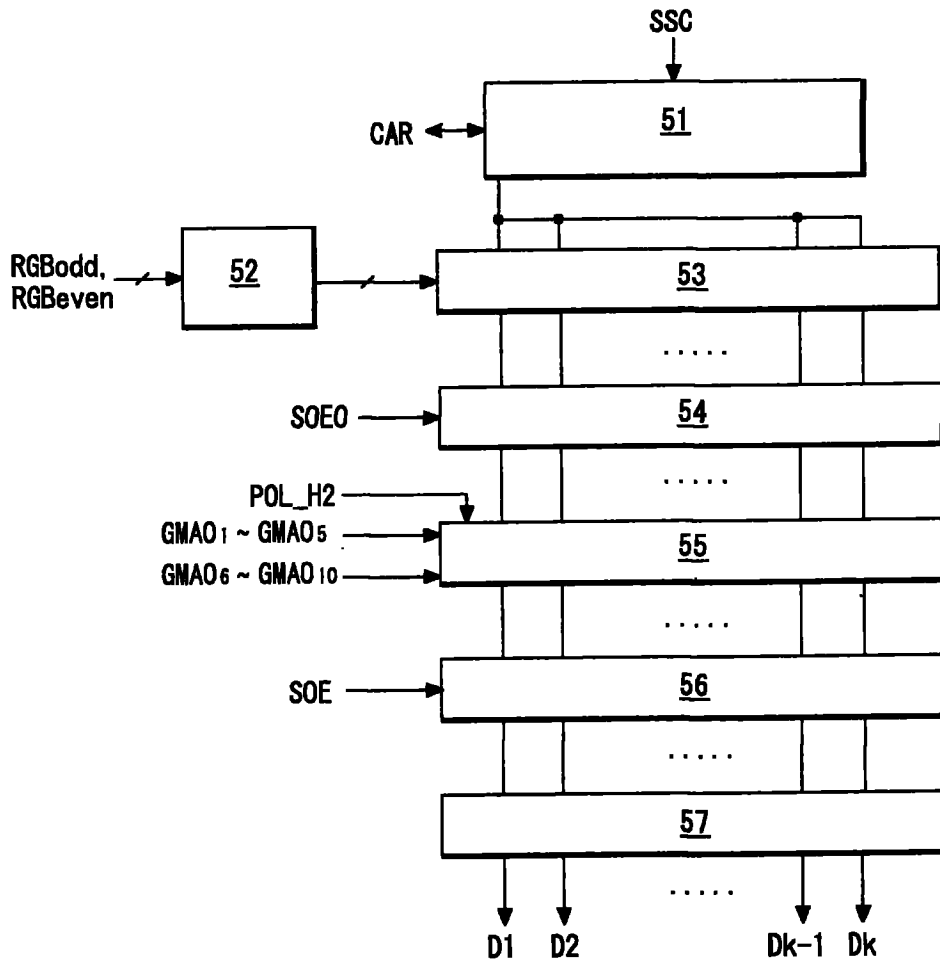 SSC
51
CAR
RGBodd,
RGBeven
52
53
.....
SOE0
54
.....
POL_H2
GMAO1 ~ GMAO5
55
GMAO6 ~ GMAO10
.....
SOE
56
.....
57
.....
D1 D2 Dk-1 Dk